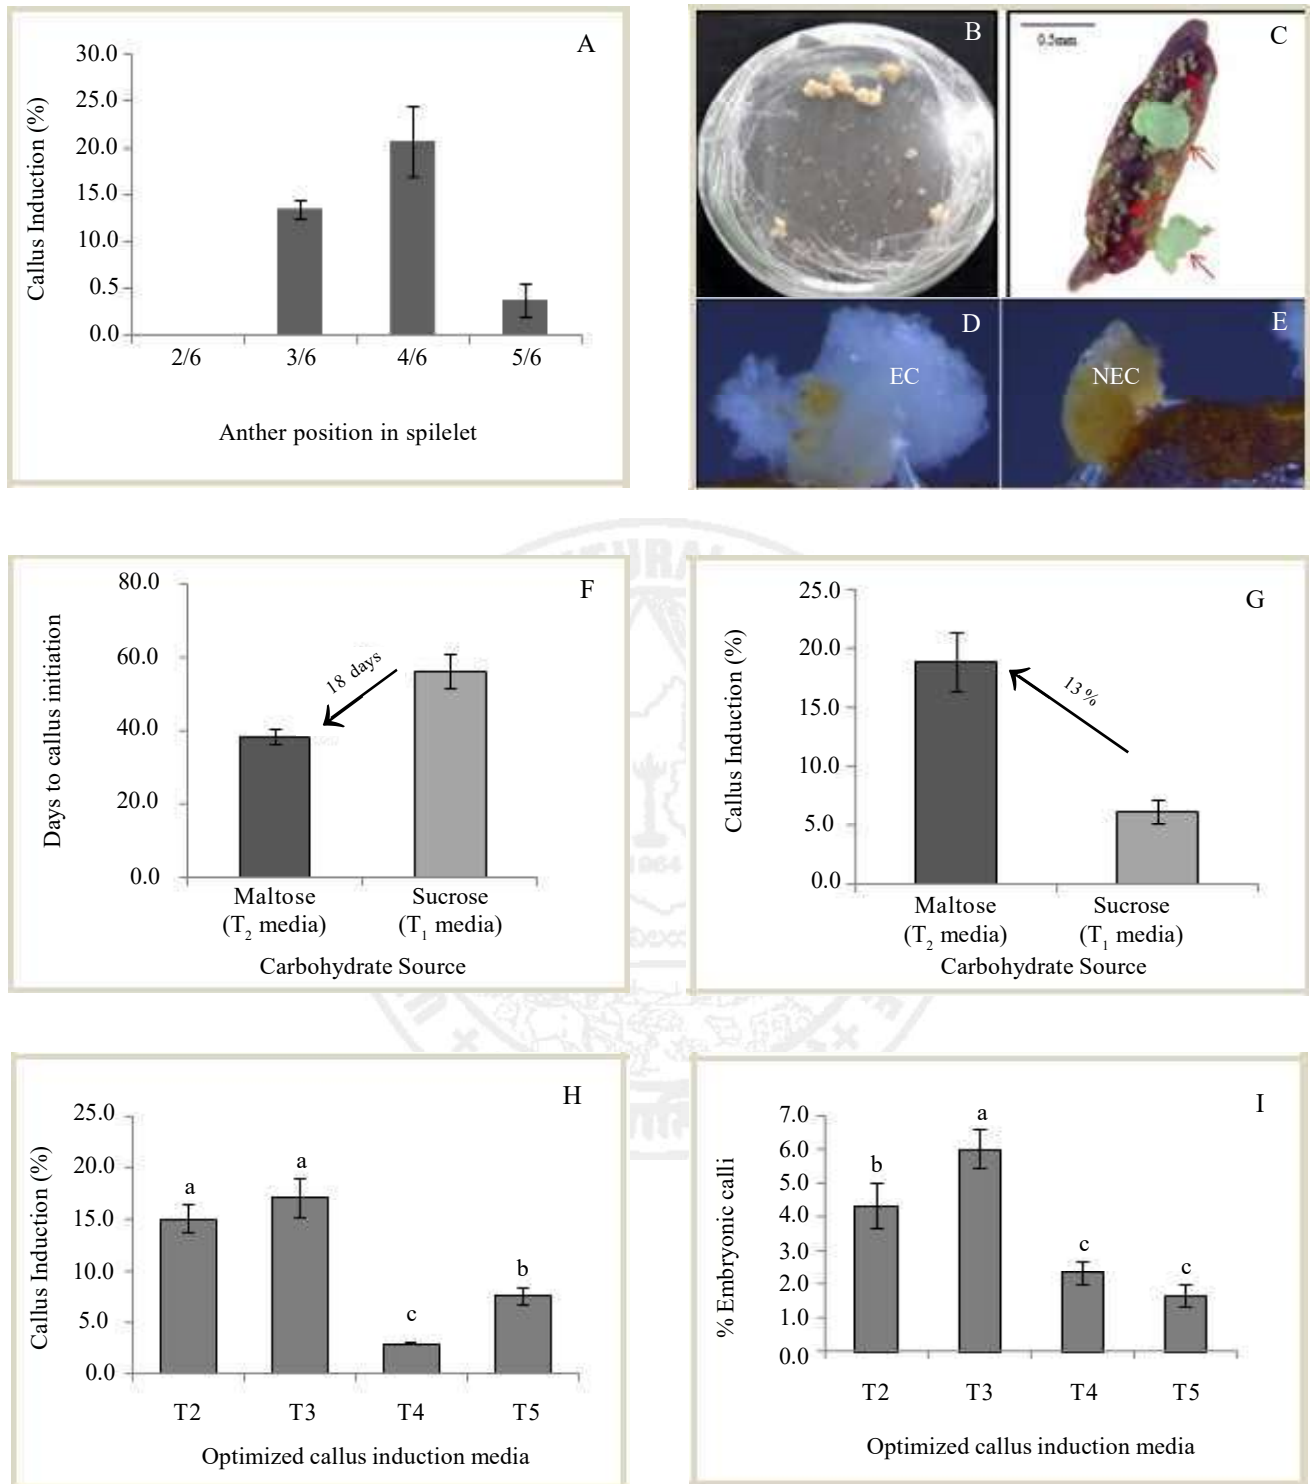 A
30.0
25.0
20.0
15.0
10.0
0.5
0.0
Callus Induction (%)
2/6 3/6 4/6 5/6
Anther position in spilelet
B
C
0.5mm
D
EC
E
NEC
F
80.0
60.0
40.0
20.0
0.0
Days to callus initiation
18 days
Maltose Sucrose
(T2 media) (T1 media)
Carbohydrate Source
G
25.0
20.0
15.0
10.0
5.0
0.0
Callus Induction (%)
13 %
Maltose Sucrose
(T2 media) (T1 media)
Carbohydrate Source
1964
H
25.0
20.0
15.0
10.0
5.0
0.0
Callus Induction (%)
a a c b
T2 T3 T4 T5
Optimized callus induction media
I
7.0
6.0
5.0
4.0
3.0
2.0
1.0
0.0
% Embryonic calli
b a c c
T2 T3 T4 T5
Optimized callus induction media